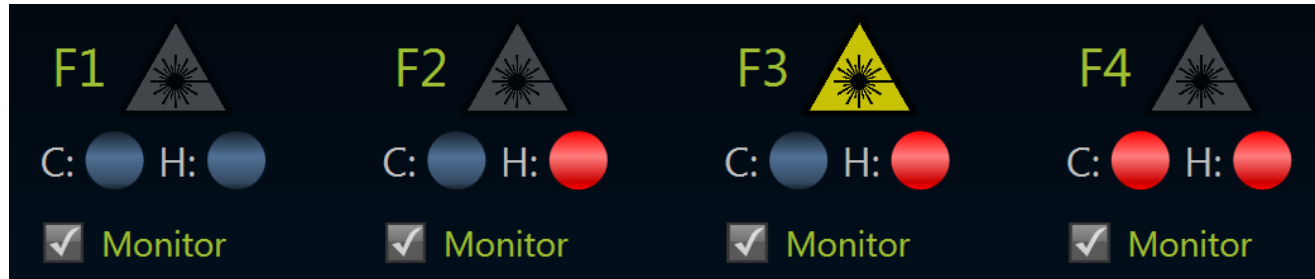 F1 F2 F3 F4
C: H: C: H: C: H: C: H:
Monitor Monitor Monitor Monitor